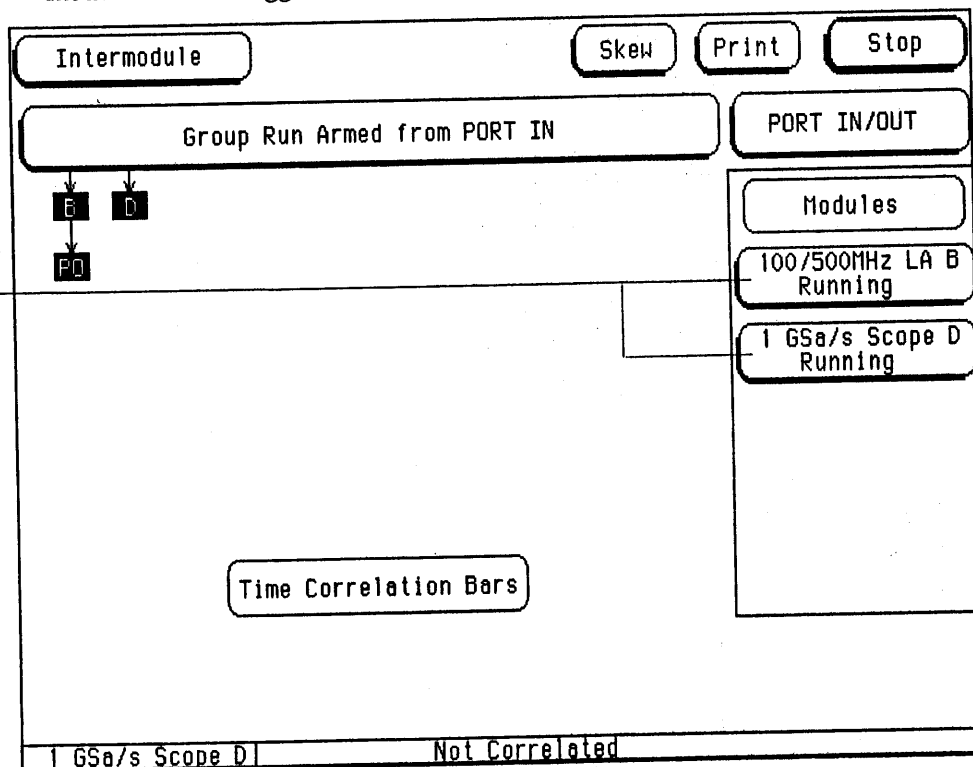 Intermodule Skew Print Stop
Group Run Armed from PORT IN PORT IN/OUT
B D
Modules
PO
100/500MHz LA B
Running
1 GSa/s Scope D
Running
Time Correlation Bars
1 GSa/s Scope D Not Correlated